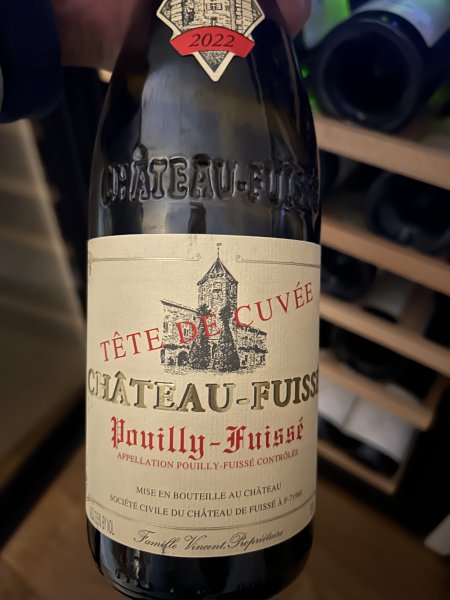 2022
CHÂTEAU-FUISSÉ
TÊTE DE CUVÉE
CHÂTEAU-FUISSÉ
Pouilly-Fuissé
APPELLATION POUILLY-FUISSÉ CONTRÔLÉE
MISE EN BOUTEILLE AU CHÂTEAU
SOCIÉTÉ CIVILE DU CHÂTEAU DE FUISSÉ À F-71960
Famille Vincent, Propriétaire